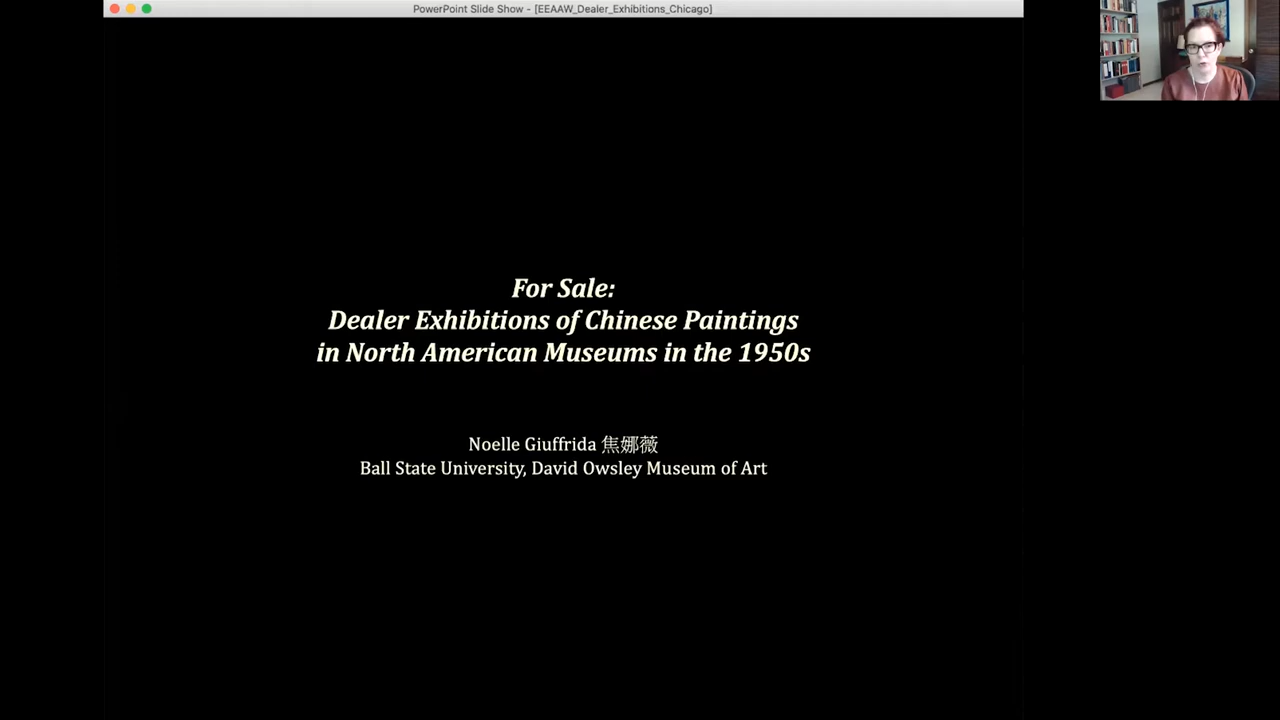 PowerPoint Slide Show - [EEAAW_Dealer_Exhibitions_Chicago]
For Sale:
Dealer Exhibitions of Chinese Paintings
in North American Museums in the 1950s
Noelle Giuffrida 焦娜薇
Ball State University, David Owsley Museum of Art